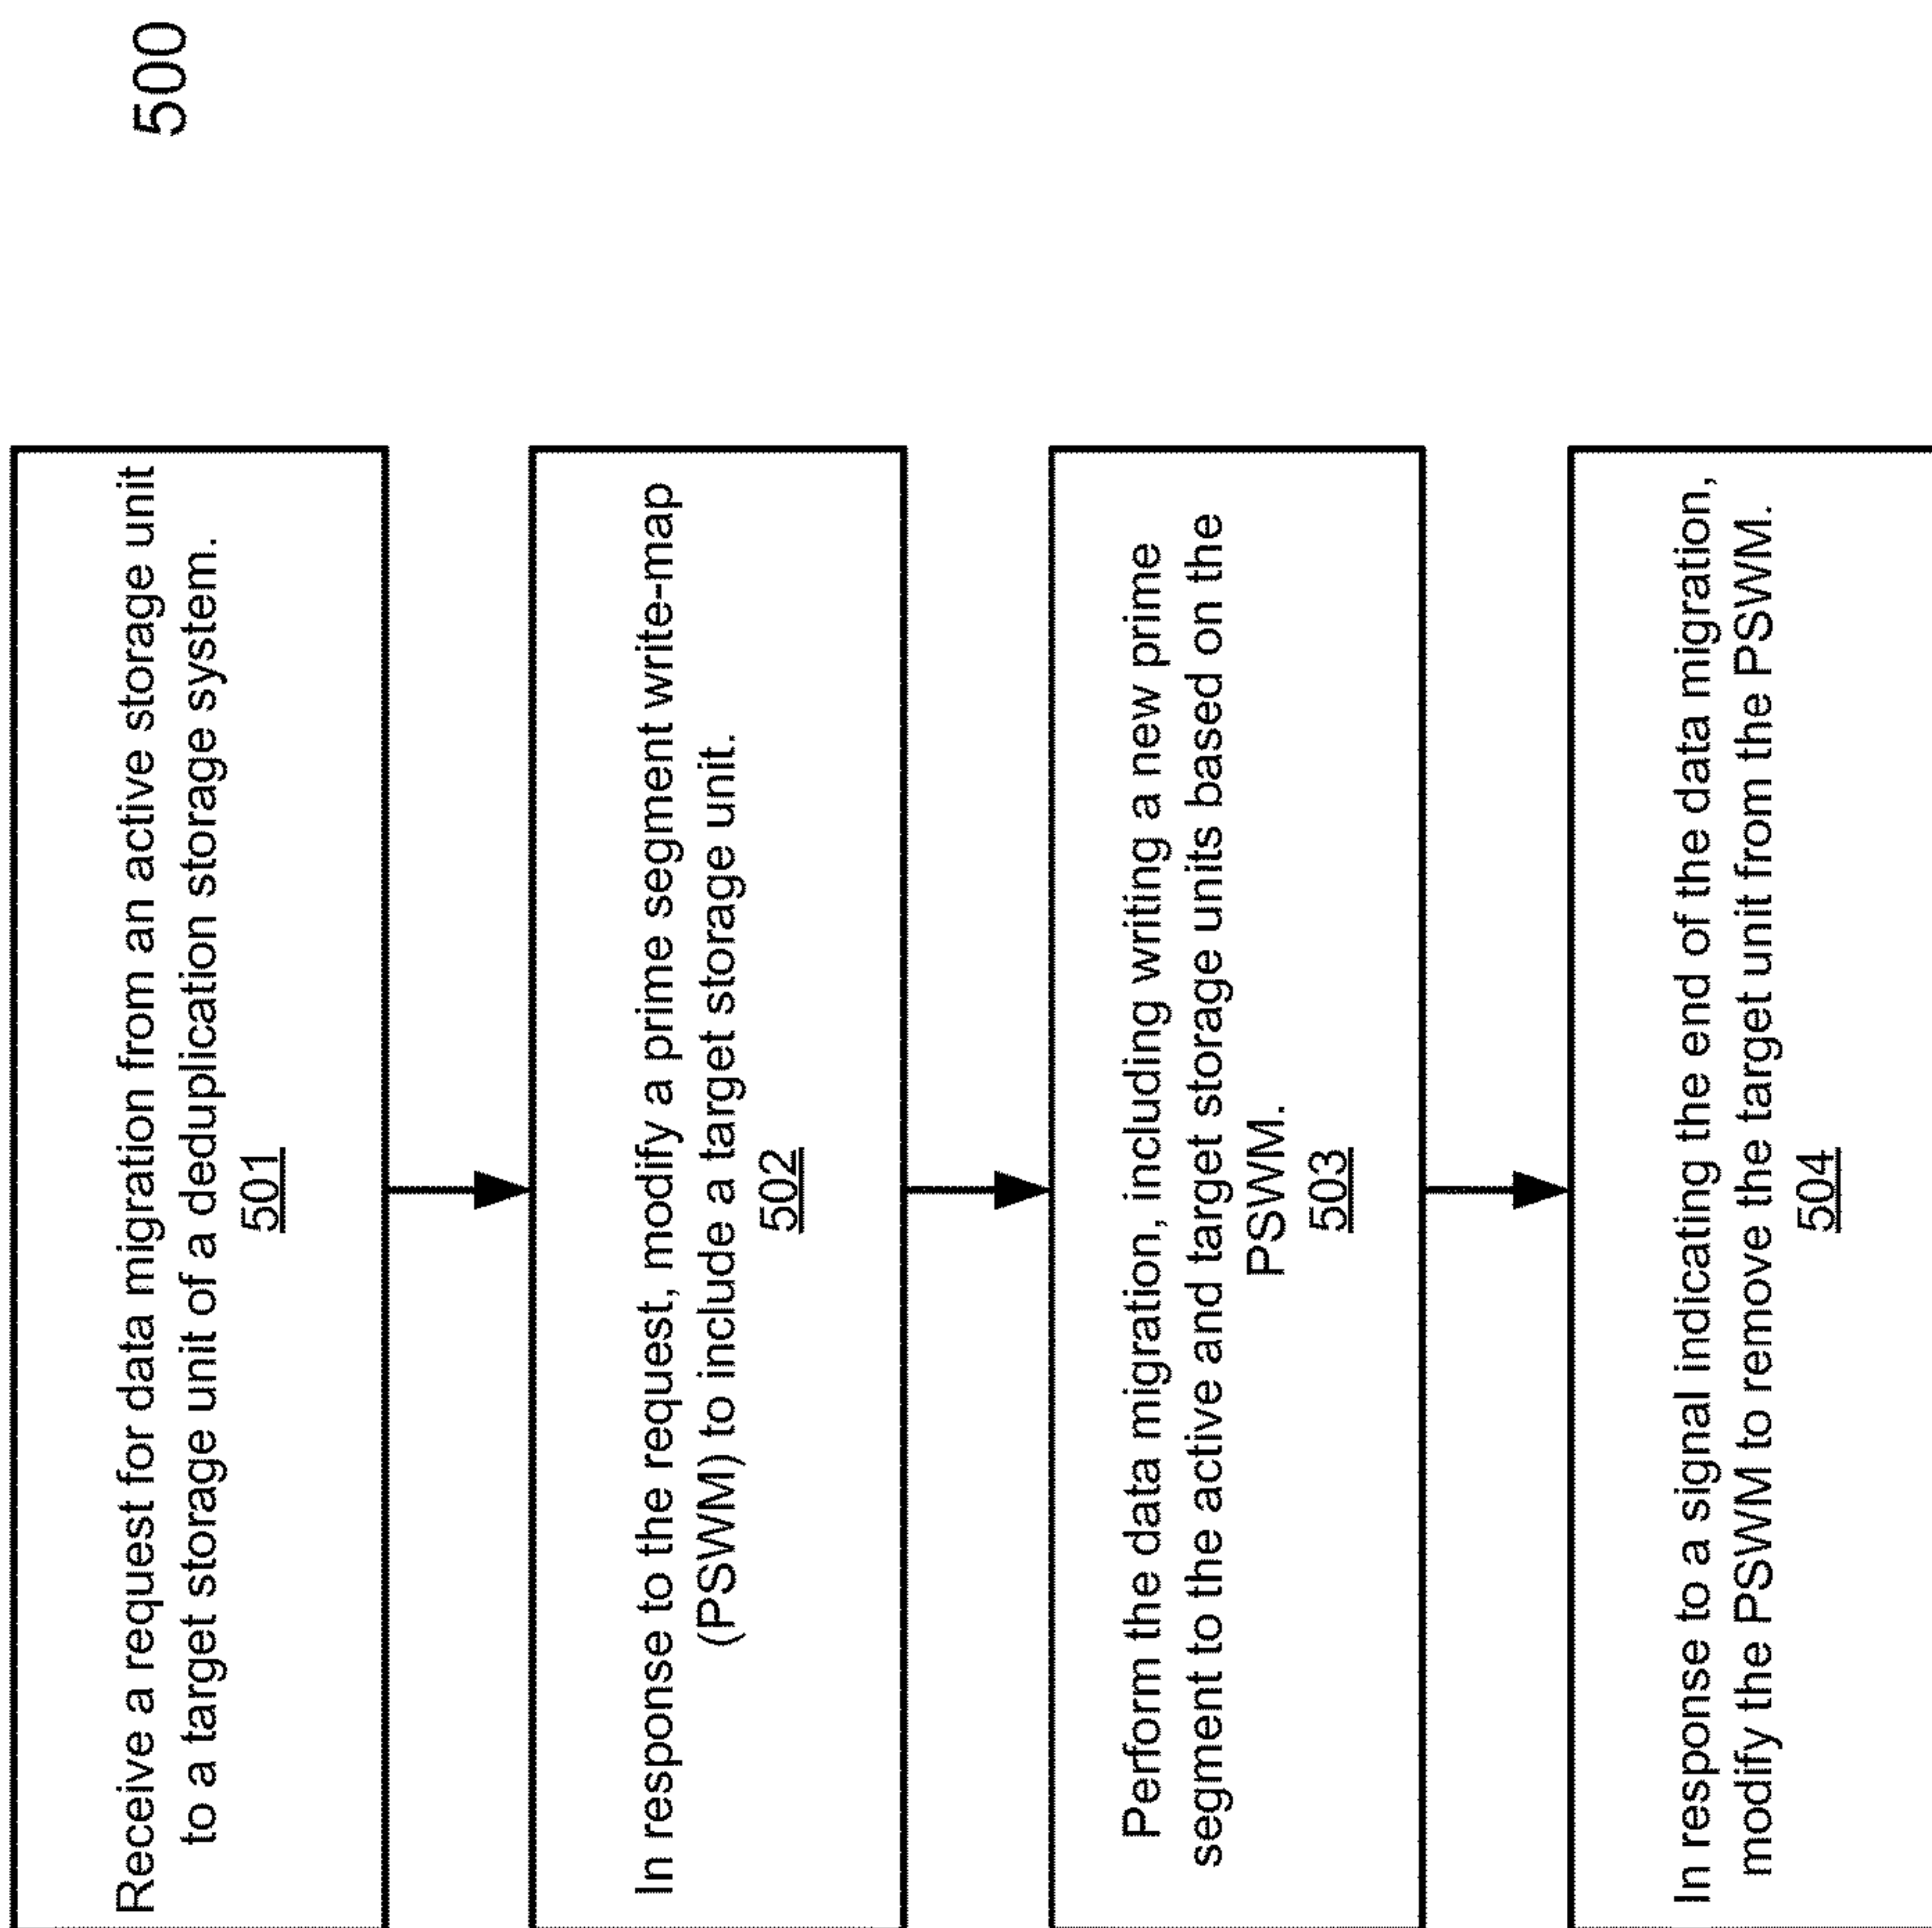 500
Receive a request for data migration from an active storage unit
to a target storage unit of a deduplication storage system.
501
In response to the request, modify a prime segment write-map
(PSWM) to include a target storage unit.
502
Perform the data migration, including writing a new prime
segment to the active and target storage units based on the
PSWM.
503
In response to a signal indicating the end of the data migration,
modify the PSWM to remove the target unit from the PSWM.
504